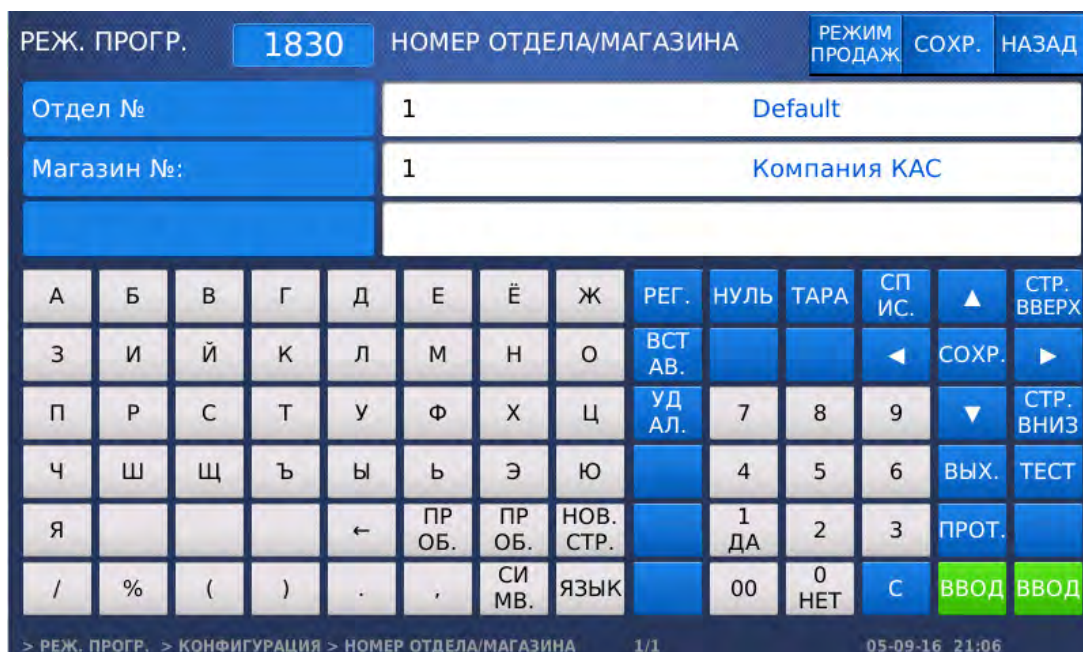 РЕЖ. ПРОГР. 1830 НОМЕР ОТДЕЛА/МАГАЗИНА РЕЖИМ ПРОДАЖ СОХР. НАЗАД
Отдел № 1 Default
Магазин №: 1 Компания КАС
А Б В Г Д Е Ё Ж РЕГ. НУЛЬ ТАРА СП ИС. ▲ СТР. ВВЕРХ
З И Й К Л М Н О ВСТ АВ. ◀ СОХР. ▶
П Р С Т У Ф Х Ц УД АЛ. 7 8 9 ▼ СТР. ВНИЗ
Ч Ш Щ Ъ Ы Ь Э Ю 4 5 6 ВЫХ. ТЕСТ
Я ← ПР ОБ. ПР ОБ. НОВ. СТР. 1 ДА 2 3 ПРОТ.
/ % ( ) . , СИ МВ. ЯЗЫК 00 0 НЕТ C ВВОД ВВОД
> РЕЖ. ПРОГР. > КОНФИГУРАЦИЯ > НОМЕР ОТДЕЛА/МАГАЗИНА 1/1 05-09-16 21:06